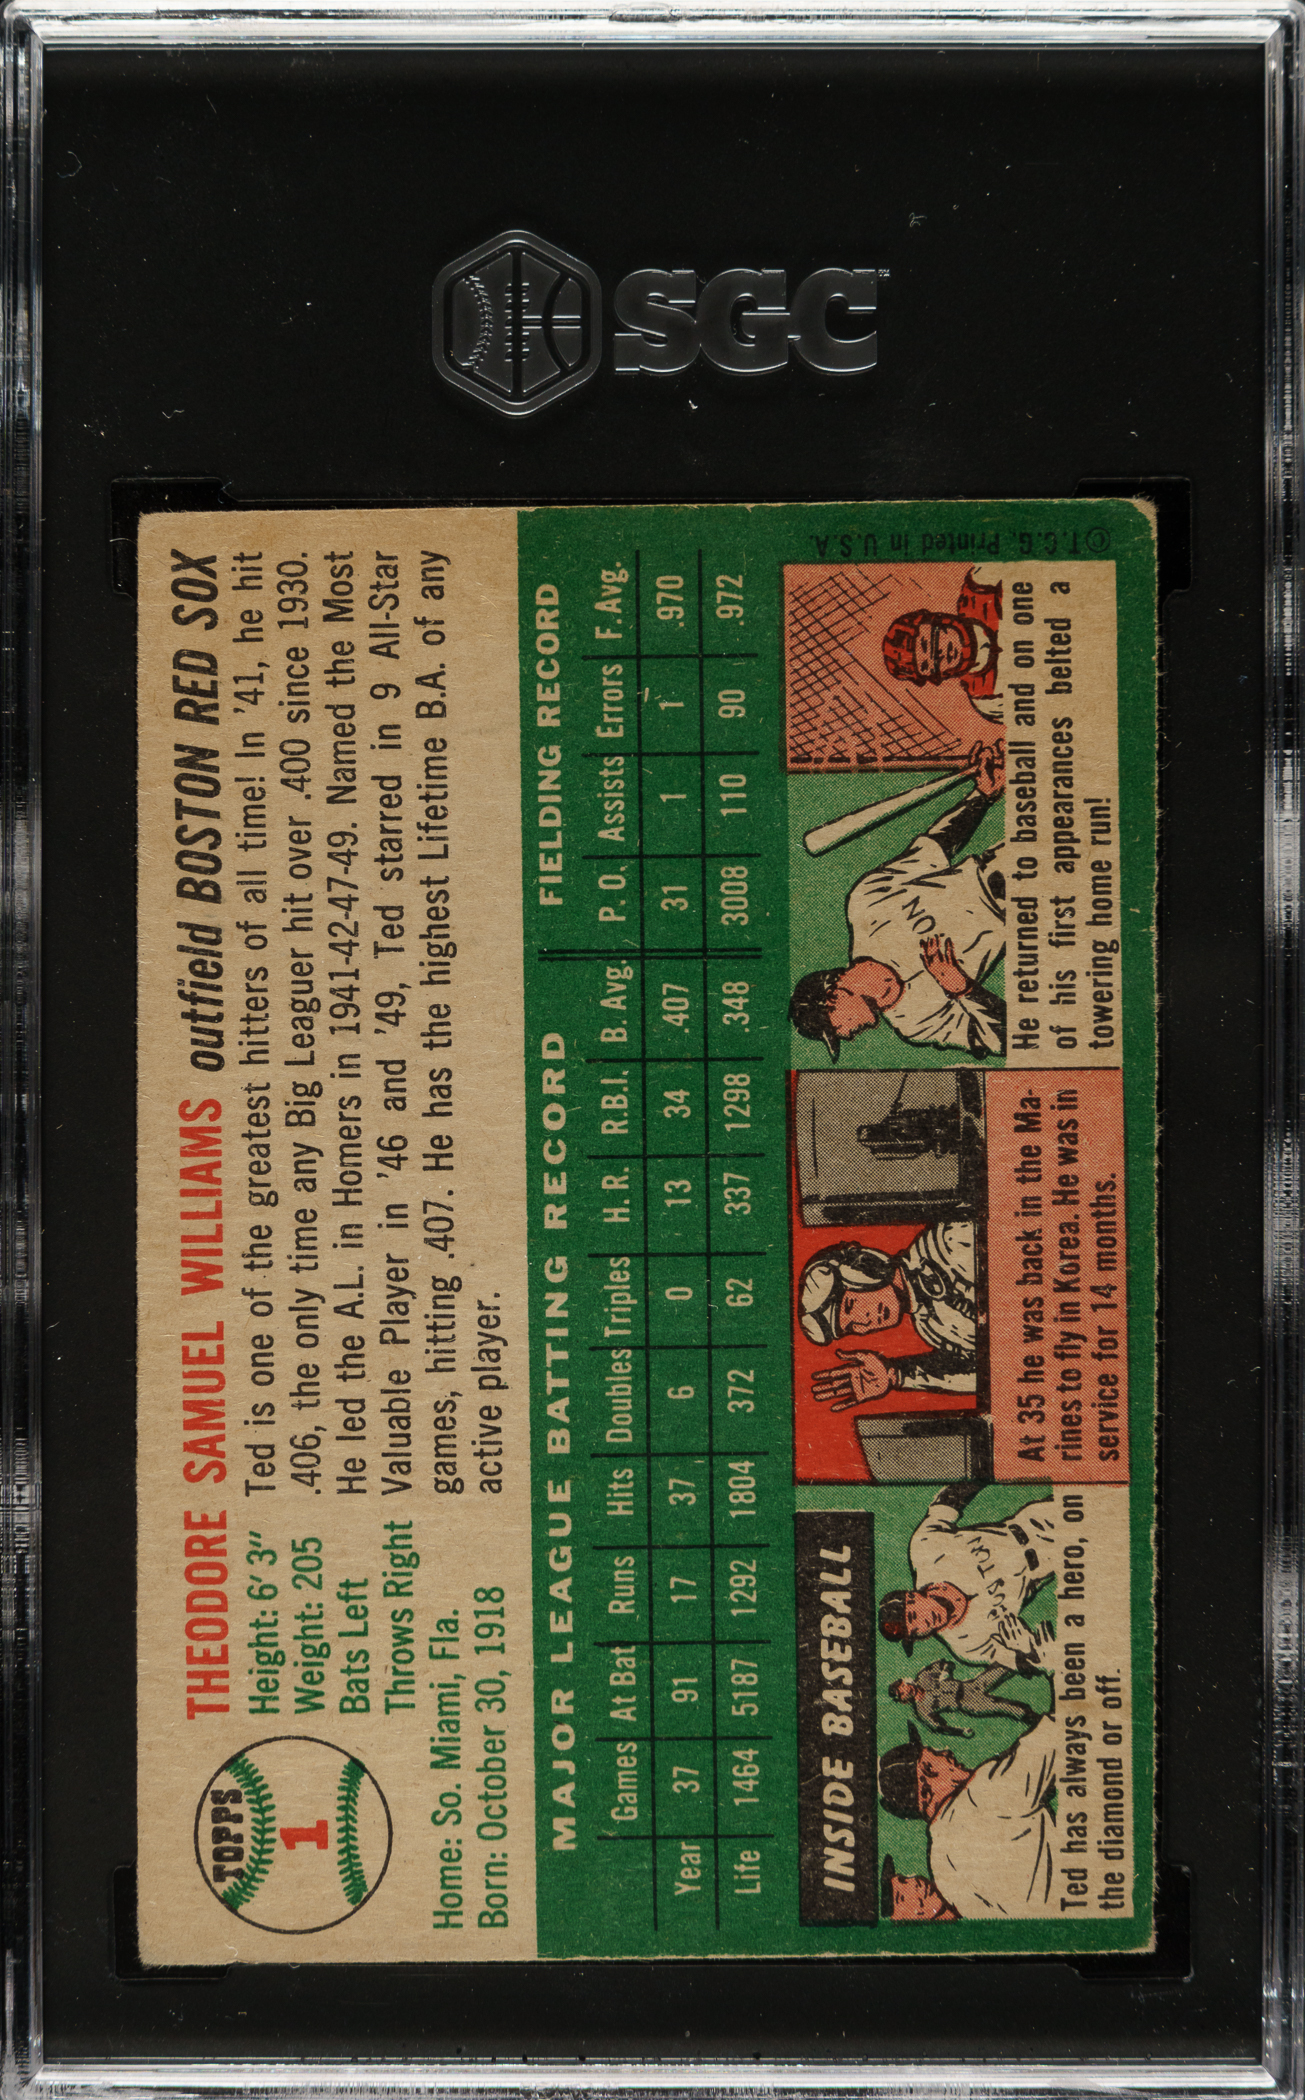 SGC™
TOPPS
1
THEODORE SAMUEL WILLIAMS outfield BOSTON RED SOX
Height: 6' 3"
Weight: 205
Bats Left
Throws Right
Home: So. Miami, Fla.
Born: October 30, 1918
Ted is one of the greatest hitters of all time! In '41, he hit
.406, the only time any Big Leaguer hit over .400 since 1930.
He led the A.L. in Homers in 1941-42-47-49. Named the Most
Valuable Player in '46 and '49, Ted starred in 9 All-Star
games, hitting .407. He has the highest Lifetime B.A. of any
active player.
MAJOR LEAGUE BATTING RECORD FIELDING RECORD
Games At Bat Runs Hits Doubles Triples H. R. R.B.I. B. Avg. P. O. Assists Errors F. Avg.
Year 37 91 17 37 6 0 13 34 .407 31 1 1 .970
Life 1464 5187 1292 1804 372 62 337 1298 .348 3008 110 90 .972
INSIDE BASEBALL
Ted has always been a hero, on
the diamond or off.
At 35 he was back in the Ma-
rines to fly in Korea. He was in
service for 14 months.
He returned to baseball and on one
of his first appearances belted a
towering home run!
© T.C.G. Printed in U.S.A.